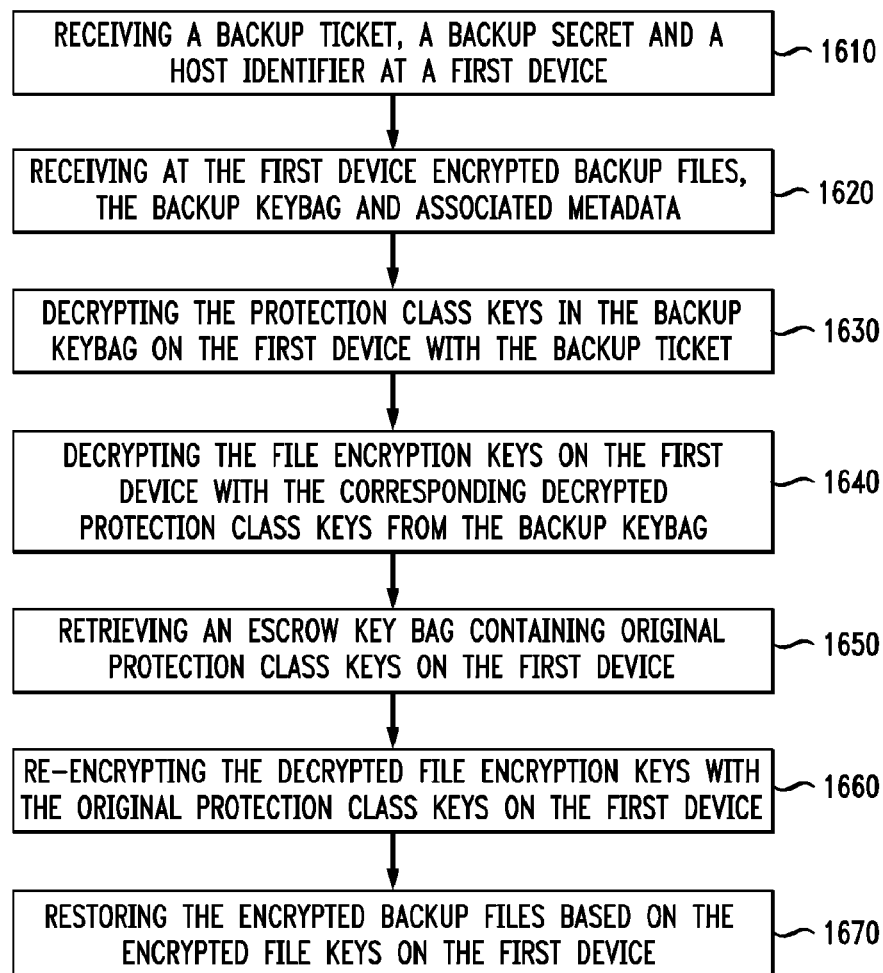 RECEIVING A BACKUP TICKET, A BACKUP SECRET AND A
HOST IDENTIFIER AT A FIRST DEVICE
1610
RECEIVING AT THE FIRST DEVICE ENCRYPTED BACKUP FILES,
THE BACKUP KEYBAG AND ASSOCIATED METADATA
1620
DECRYPTING THE PROTECTION CLASS KEYS IN THE BACKUP
KEYBAG ON THE FIRST DEVICE WITH THE BACKUP TICKET
1630
DECRYPTING THE FILE ENCRYPTION KEYS ON THE FIRST
DEVICE WITH THE CORRESPONDING DECRYPTED
PROTECTION CLASS KEYS FROM THE BACKUP KEYBAG
1640
RETRIEVING AN ESCROW KEY BAG CONTAINING ORIGINAL
PROTECTION CLASS KEYS ON THE FIRST DEVICE
1650
RE-ENCRYPTING THE DECRYPTED FILE ENCRYPTION KEYS WITH
THE ORIGINAL PROTECTION CLASS KEYS ON THE FIRST DEVICE
1660
RESTORING THE ENCRYPTED BACKUP FILES BASED ON THE
ENCRYPTED FILE KEYS ON THE FIRST DEVICE
1670